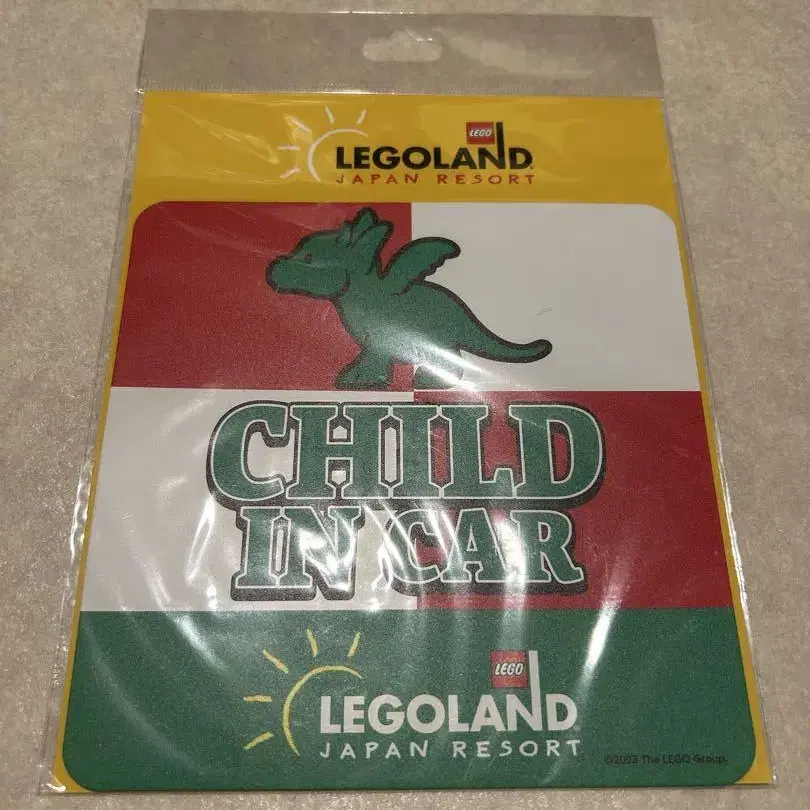 LEGO
LEGOLAND
JAPAN RESORT
CHILD
IN CAR
LEGO
LEGOLAND
JAPAN RESORT
©2023 The LEGO Group.